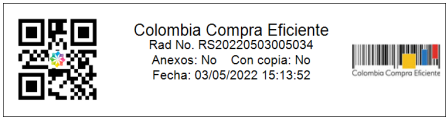 Colombia Compra Eficiente
Rad No. RS20220503005034
Anexos: No Con copia: No
Fecha: 03/05/2022 15:13:52
Colombia Compra Eficiente